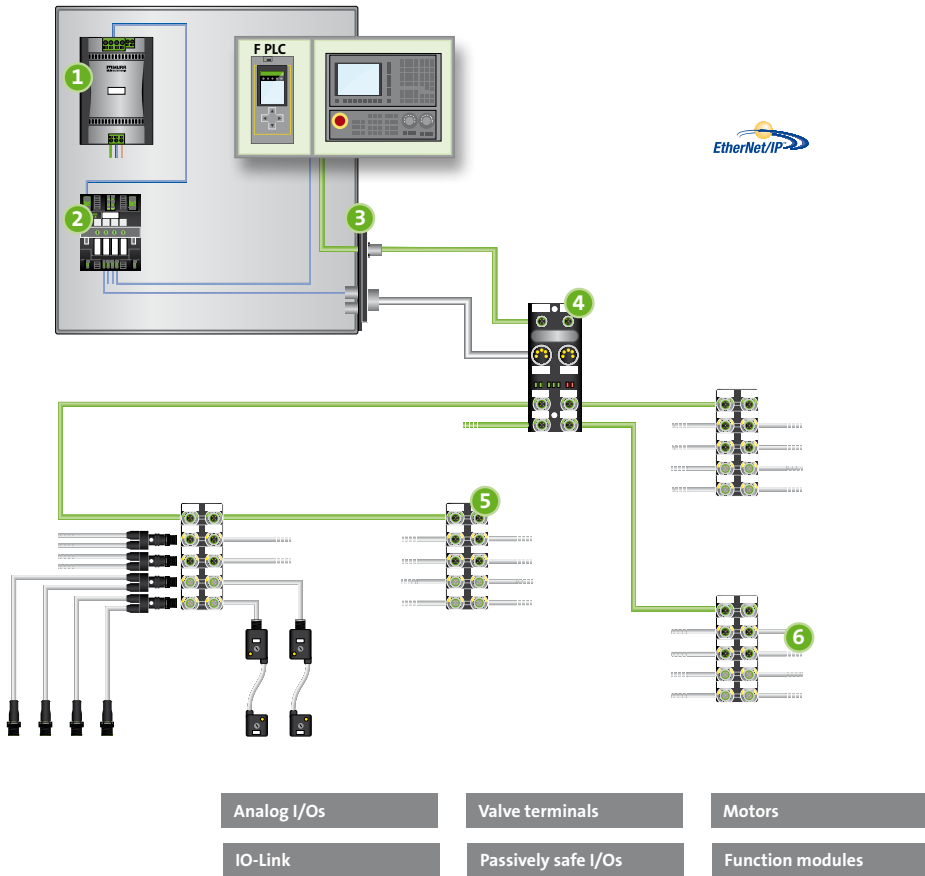 F PLC
1
MURR
2
3
EtherNet/IP
4
5
6
Analog I/Os
Valve terminals
Motors
IO-Link
Passively safe I/Os
Function modules